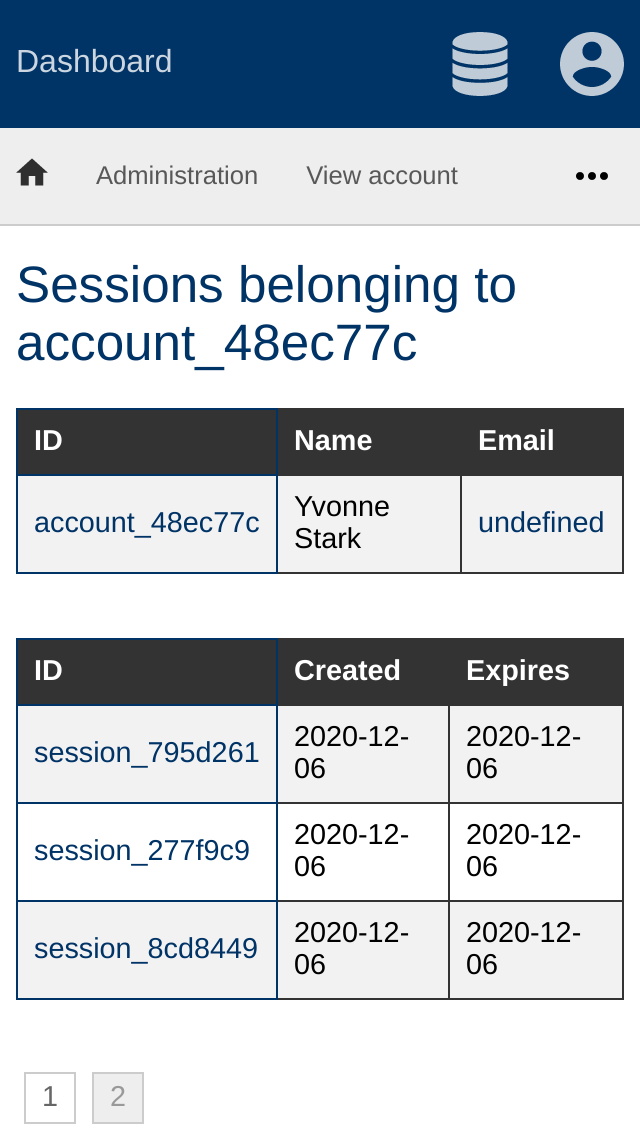 Dashboard
Administration View account
Sessions belonging to
account_48ec77c
ID Name Email
account_48ec77c Yvonne Stark undefined
ID Created Expires
session_795d261 2020-12-06 2020-12-06
session_277f9c9 2020-12-06 2020-12-06
session_8cd8449 2020-12-06 2020-12-06
1 2